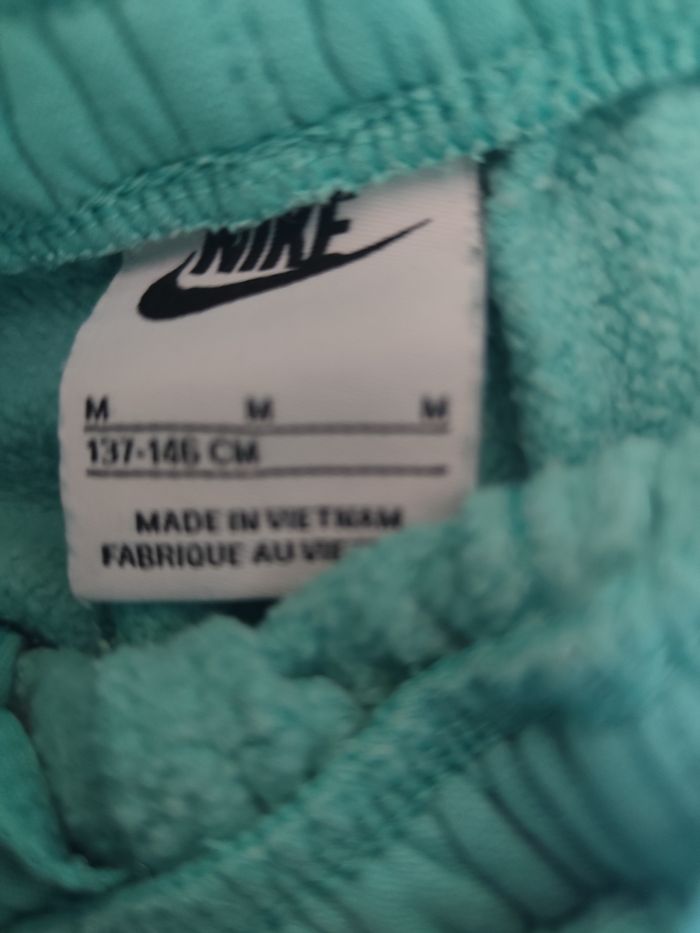 NIKE
M M M
137-146 CM
MADE IN VIETNAM
FABRIQUE AU